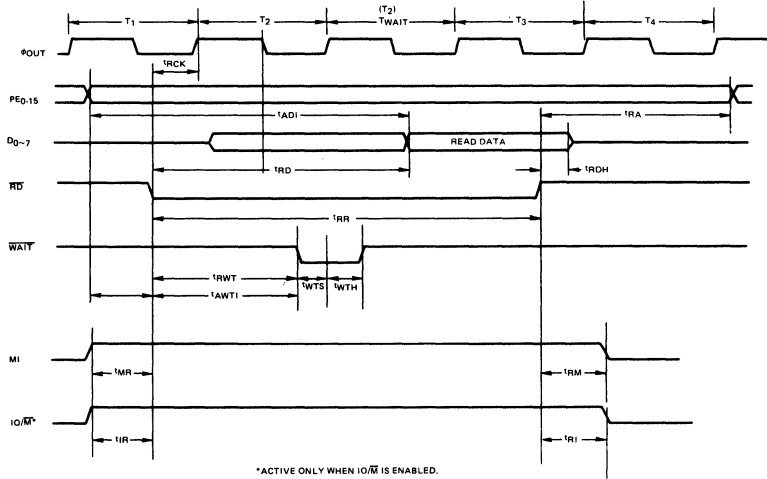 (T2)
T1 T2 TWAIT T3 T4
φOUT
tRCK
PE0-15
tADI tRA
D0~7
READ DATA
tRD tRDH
RD
tRR
WAIT
tRWT tWTS tWTH
tAWTI
MI
tMR tRM
IO/M*
tIR tRI
*ACTIVE ONLY WHEN IO/M IS ENABLED.